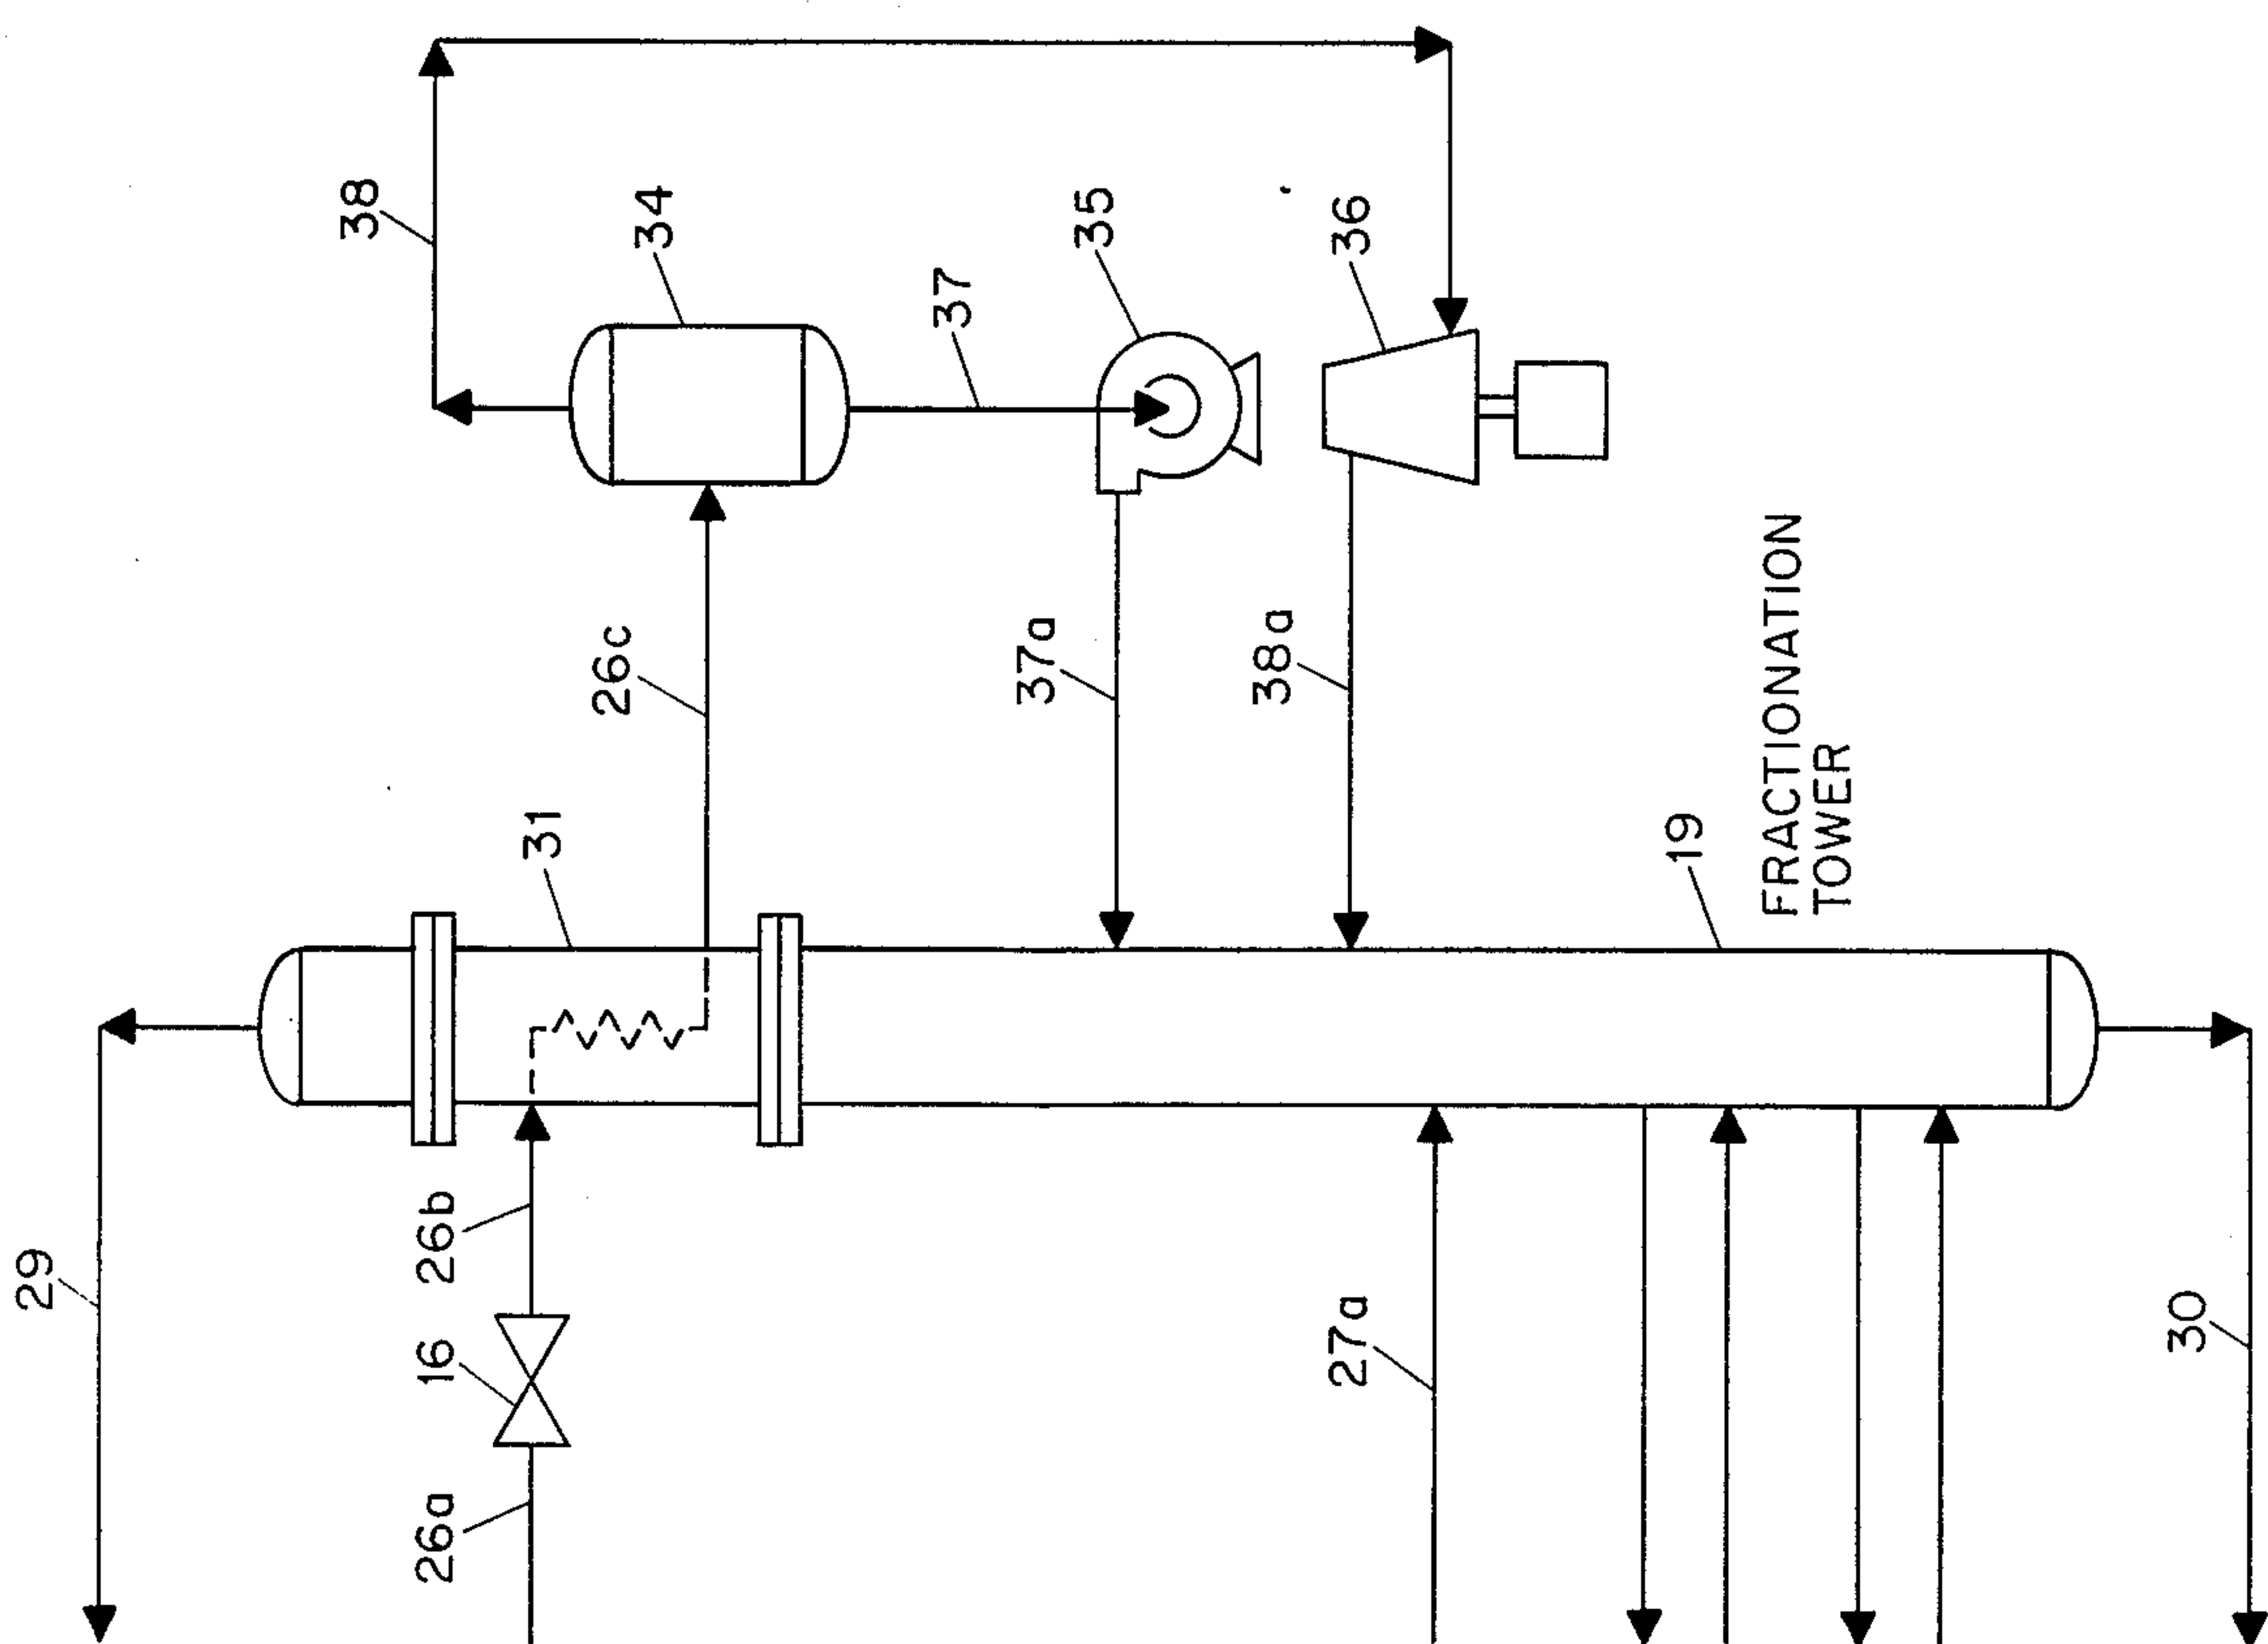 38
34
37
35
36
26c
37a
38a
31
19
FRACTIONATION
TOWER
29
26b
16
26a
27a
30